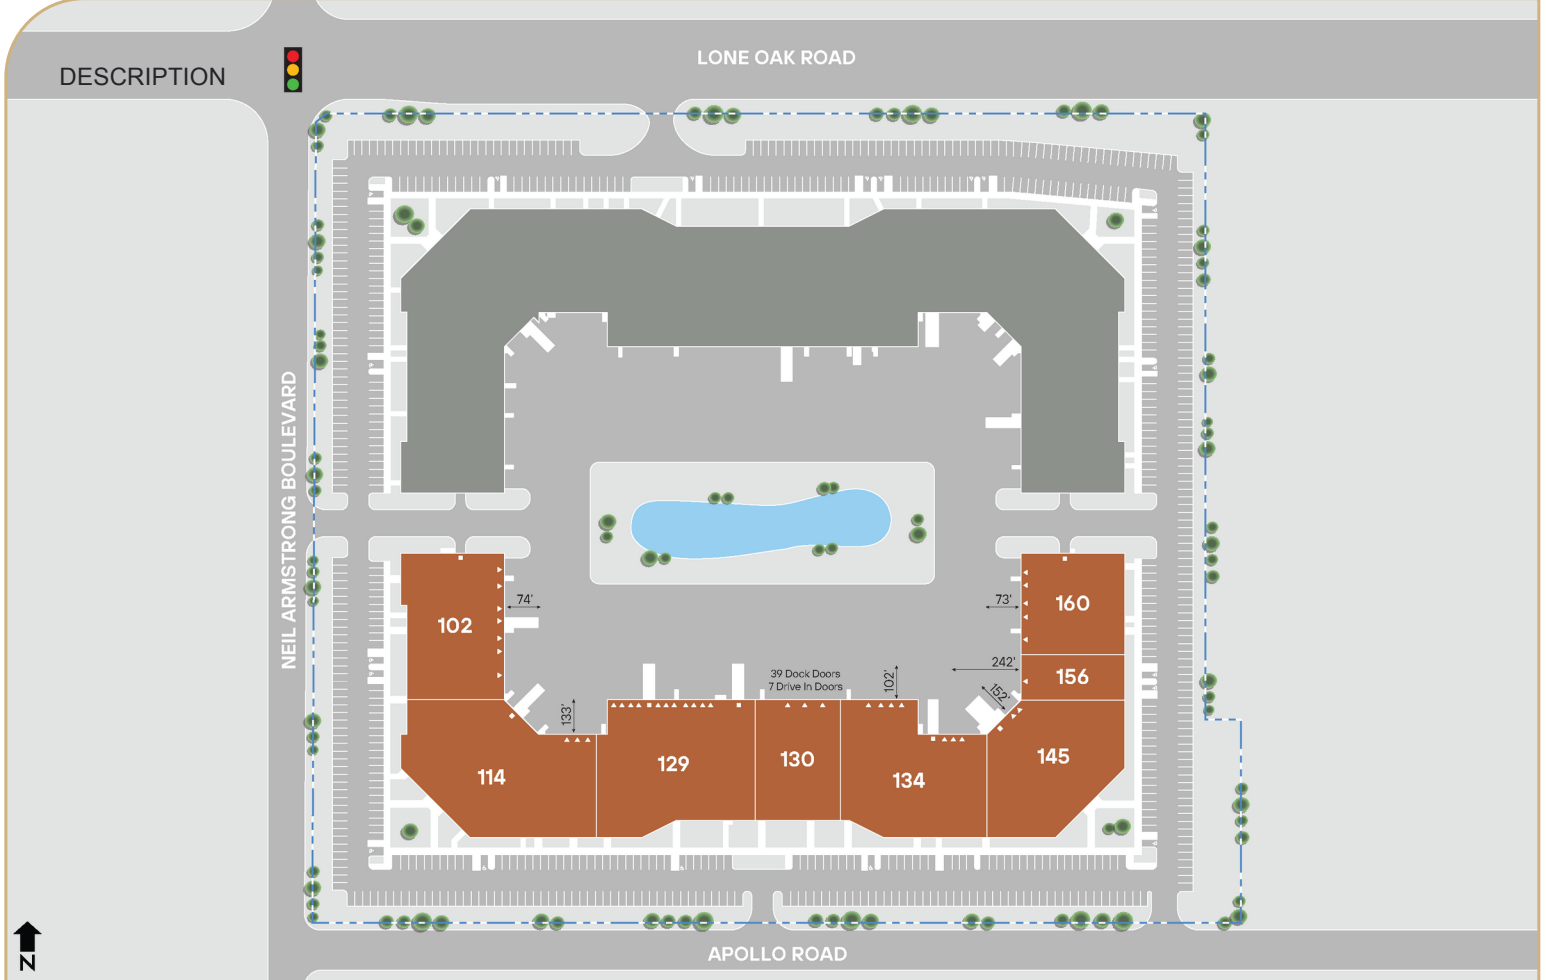 LONE OAK ROAD
DESCRIPTION
NEIL ARMSTRONG BOULEVARD
74'
73'
102
160
242'
156
39 Dock Doors
7 Drive In Doors
102'
152'
133'
114
129
130
134
145
N
APOLLO ROAD